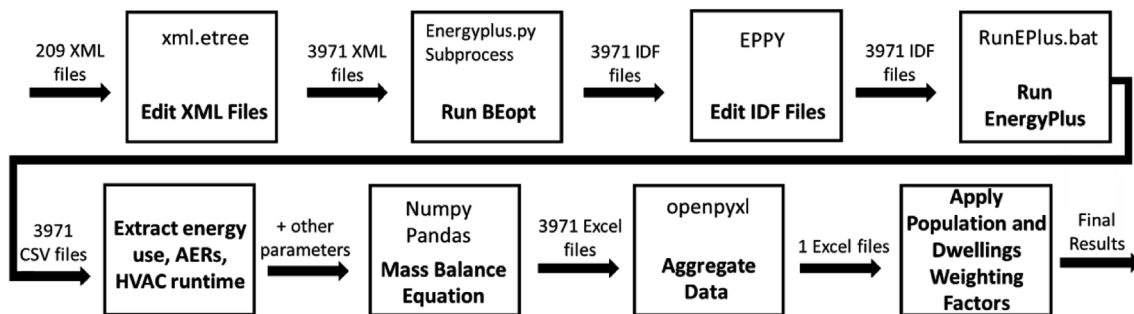 209 XML
files
xml.etree
Edit XML Files
3971 XML
files
Energyplus.py
Subprocess
Run BEopt
3971 IDF
files
EPPY
Edit IDF Files
3971 IDF
files
RunEPlus.bat
Run
EnergyPlus
3971
CSV files
Extract energy
use, AERs,
HVAC runtime
+ other
parameters
Numpy
Pandas
Mass Balance
Equation
3971 Excel
files
openpyxl
Aggregate
Data
1 Excel files
Apply
Population and
Dwellings
Weighting
Factors
Final
Results